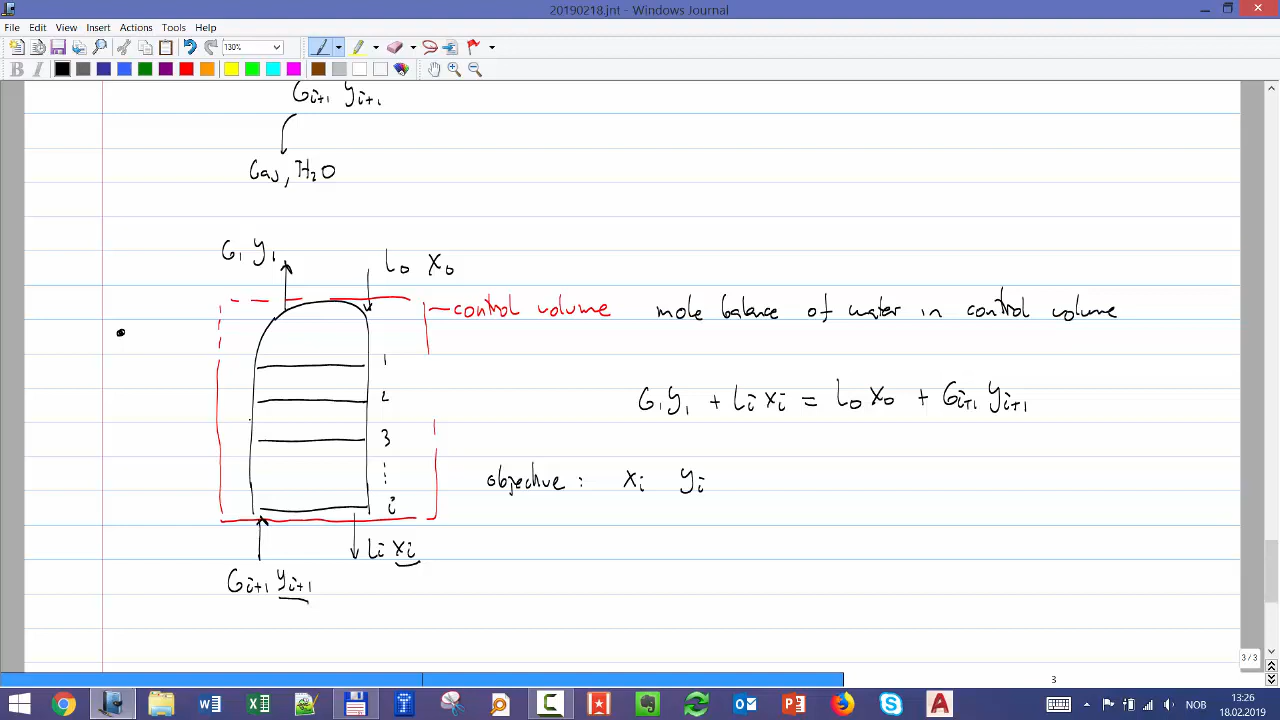 20190218.jnt - Windows Journal
File Edit View Insert Actions Tools Help
130%
B I
Gi+1 yi+1
Gas, H2O
G1 y1
L0 x0
control volume mole balance of water in control volume
1
2
G1y1 + Li xi = L0 x0 + Gi+1 yi+1
3
objective : xi yi
i
Li xi
Gi+1 yi+1
3 / 3
3
NOR
13:26
18.02.2019